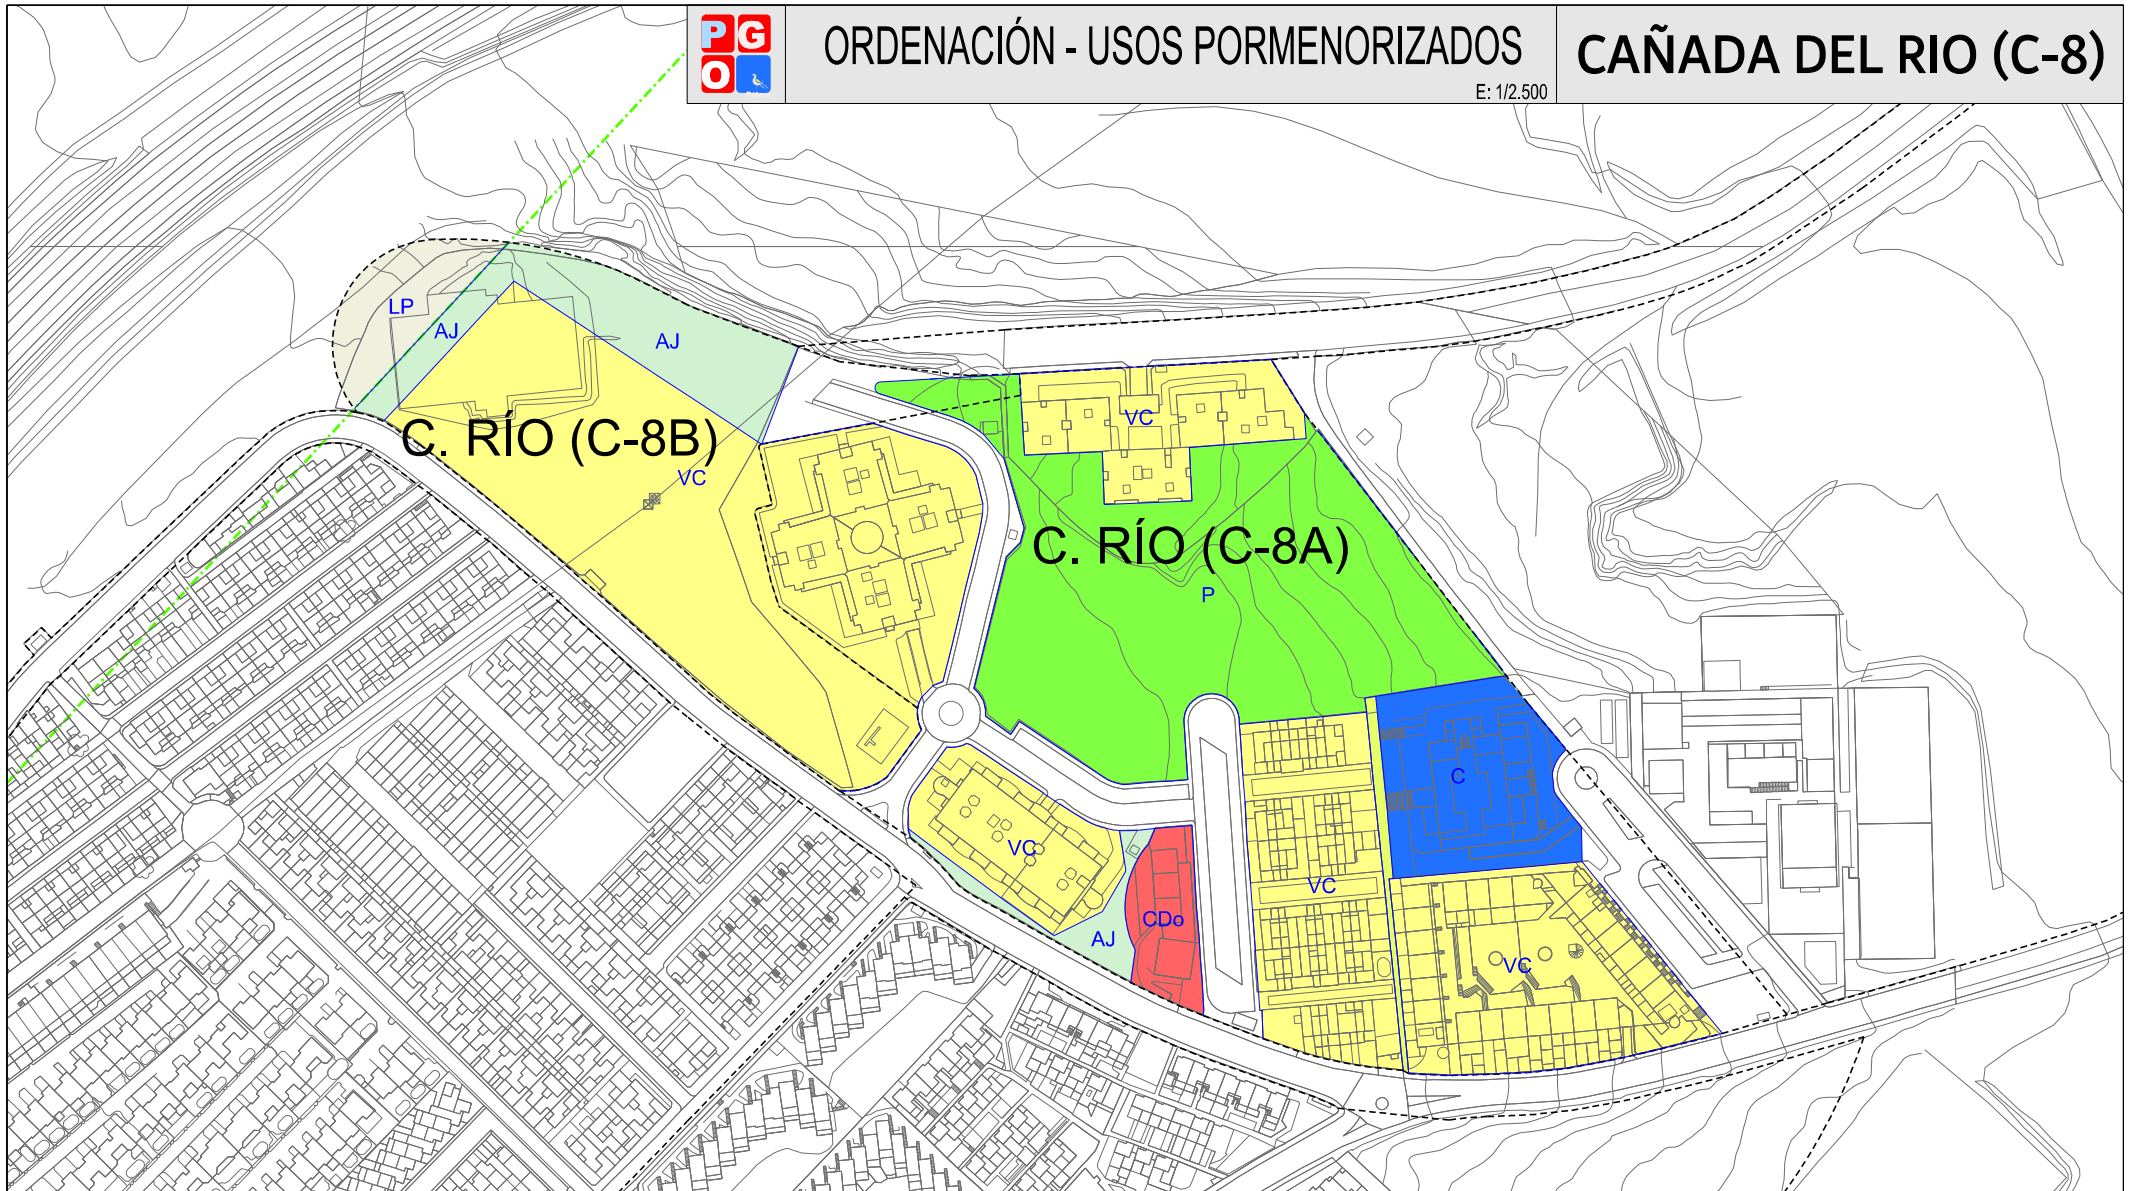 PG
O
ORDENACIÓN - USOS PORMENORIZADOS
E: 1/2.500
CAÑADA DEL RIO (C-8)
LP
AJ
AJ
C. RÍO (C-8B)
VC
VC
C. RÍO (C-8A)
P
C
VC
VC
CDo
AJ
VC